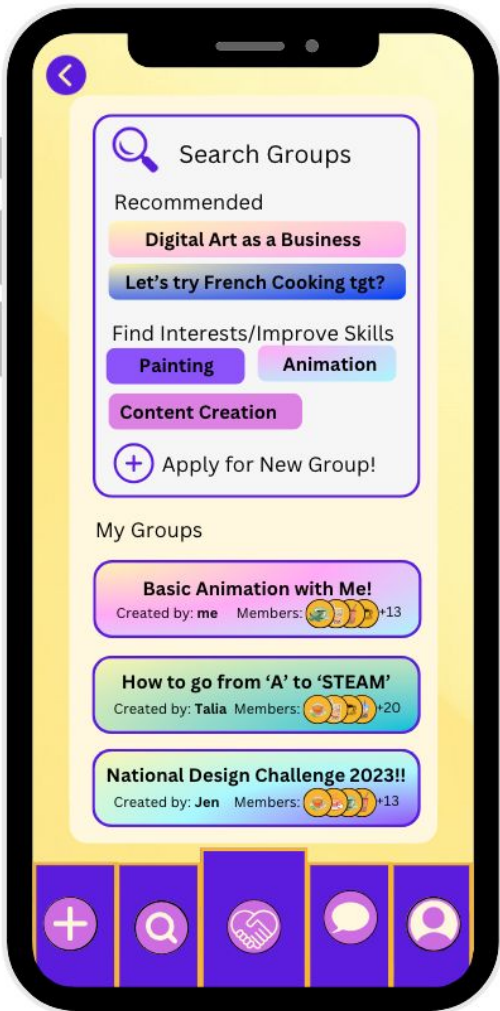 Search Groups
Recommended
Digital Art as a Business
Let's try French Cooking tgt?
Find Interests/Improve Skills
Painting
Animation
Content Creation
Apply for New Group!
My Groups
Basic Animation with Me!
Created by: me Members: +13
How to go from ‘A’ to ‘STEAM’
Created by: Talia Members: +20
National Design Challenge 2023!!
Created by: Jen Members: +13